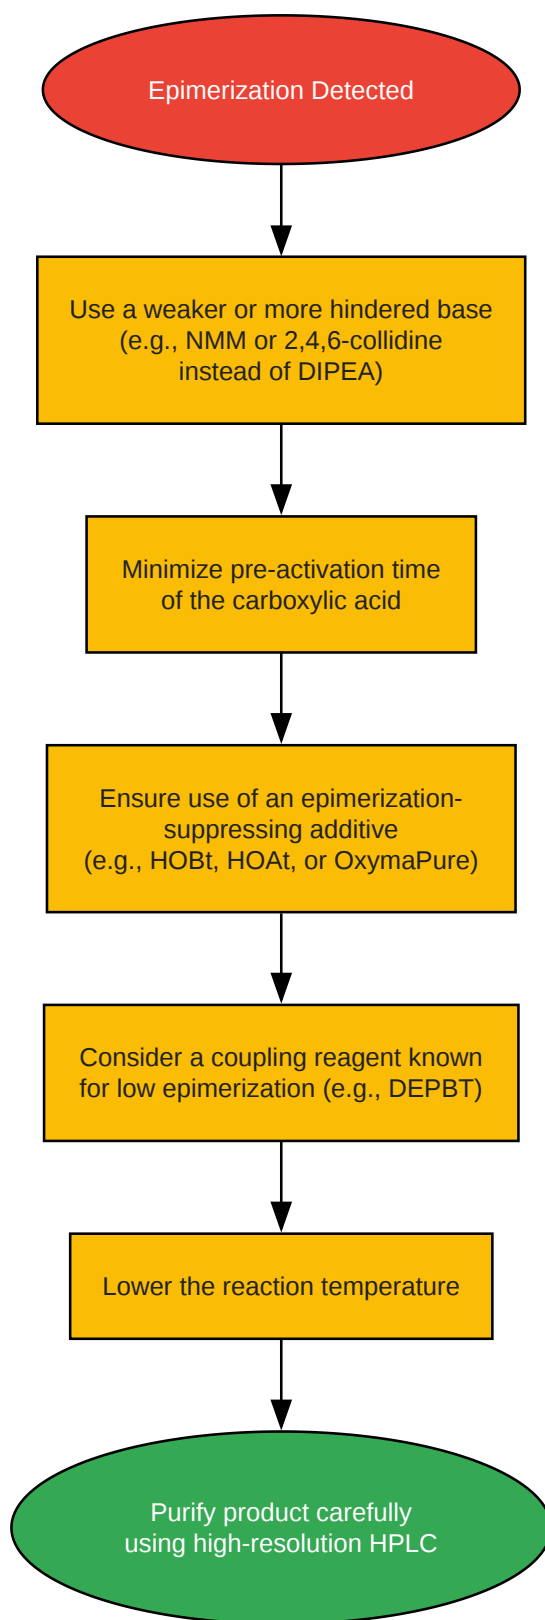 Epimerization Detected
Use a weaker or more hindered base
(e.g., NMM or 2,4,6-collidine
instead of DIPEA)
Minimize pre-activation time
of the carboxylic acid
Ensure use of an epimerization-
suppressing additive
(e.g., HOBt, HOAt, or OxymaPure)
Consider a coupling reagent known
for low epimerization (e.g., DEPBT)
Lower the reaction temperature
Purify product carefully
using high-resolution HPLC